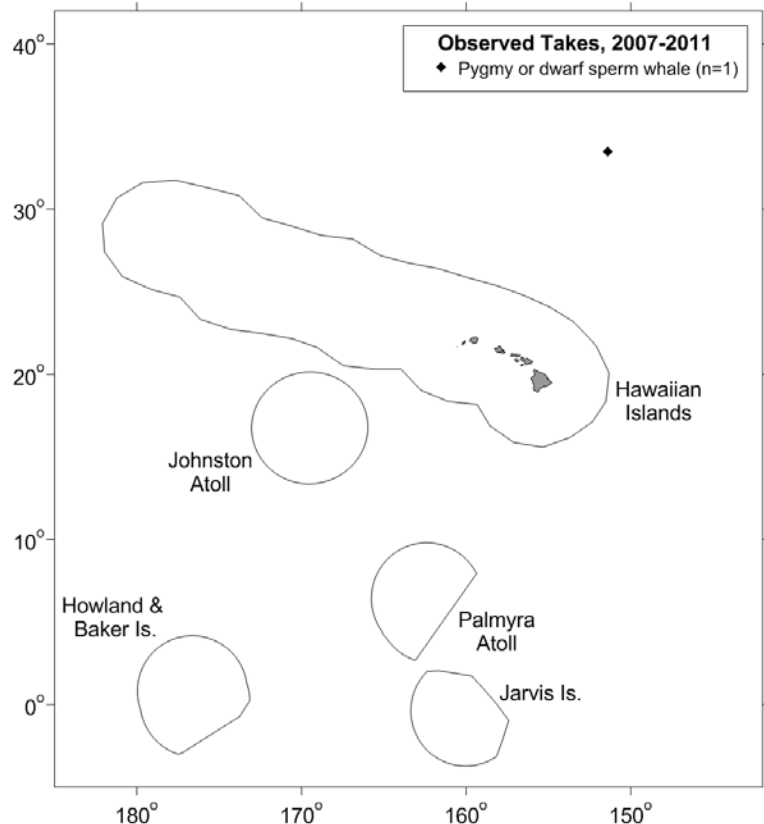 Observed Takes, 2007-2011
Pygmy or dwarf sperm whale (n=1)
40°
30°
20°
10°
0°
Hawaiian
Islands
Johnston
Atoll
Howland &
Baker Is.
Palmyra
Atoll
Jarvis Is.
180°
170°
160°
150°